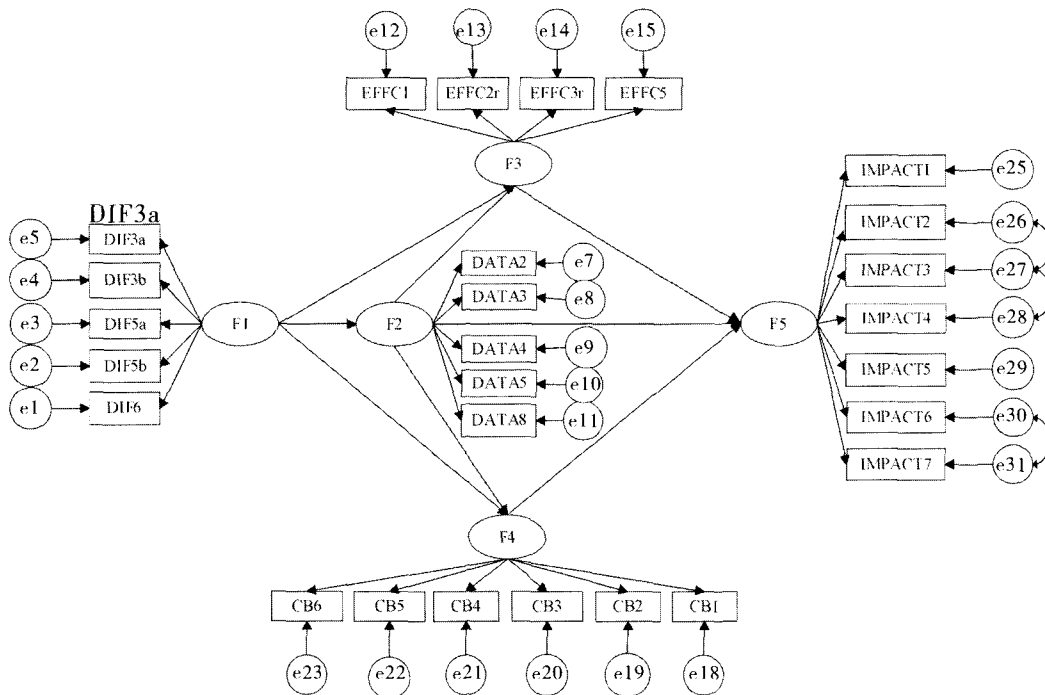 e12
e13
e14
e15
EFFC1
EFFC2r
EFFC3r
EFFC5
F3
DIF3a
e5
DIF3a
e4
DIF3b
e3
DIF5a
e2
DIF5b
e1
DIF6
F1
F2
DATA2
e7
DATA3
e8
DATA4
e9
DATA5
e10
DATA8
e11
F5
IMPACT1
e25
IMPACT2
e26
IMPACT3
e27
IMPACT4
e28
IMPACT5
e29
IMPACT6
e30
IMPACT7
e31
F4
CB6
CB5
CB4
CB3
CB2
CB1
e23
e22
e21
e20
e19
e18